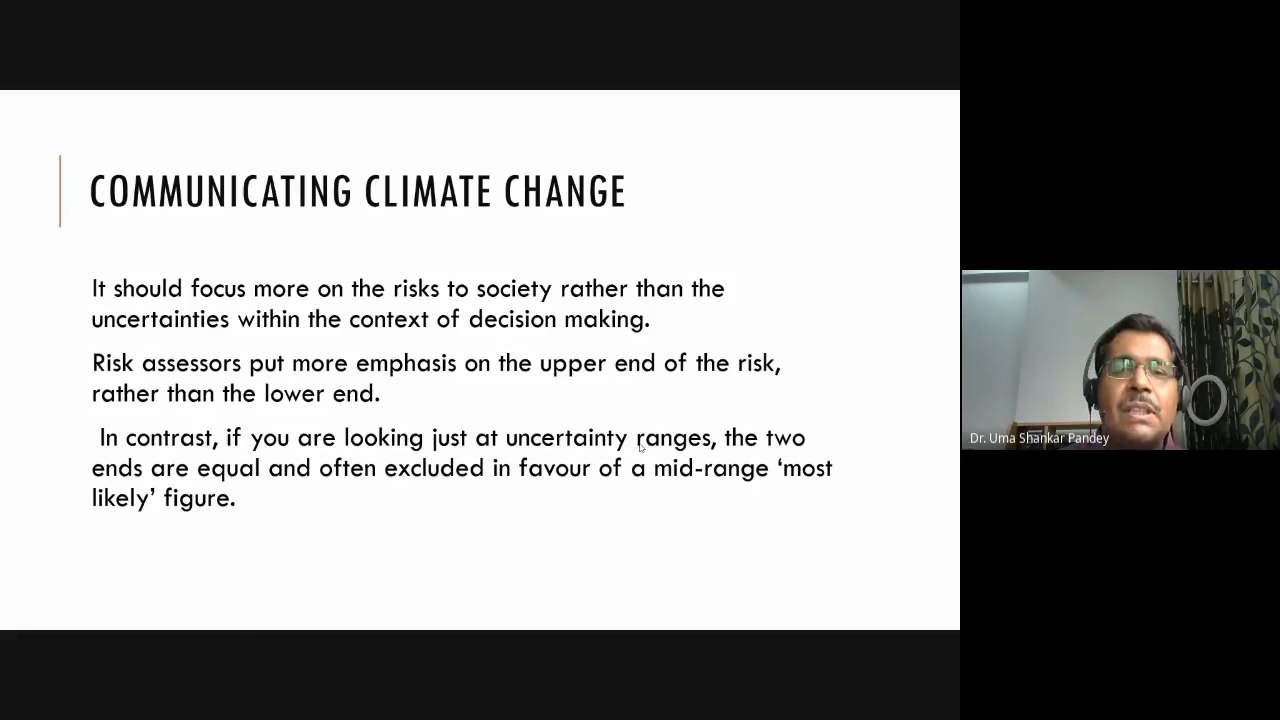 COMMUNICATING CLIMATE CHANGE
It should focus more on the risks to society rather than the
uncertainties within the context of decision making.
Risk assessors put more emphasis on the upper end of the risk,
rather than the lower end.
In contrast, if you are looking just at uncertainty ranges, the two
ends are equal and often excluded in favour of a mid-range ‘most
likely’ figure.
Dr. Uma Shankar Pandey